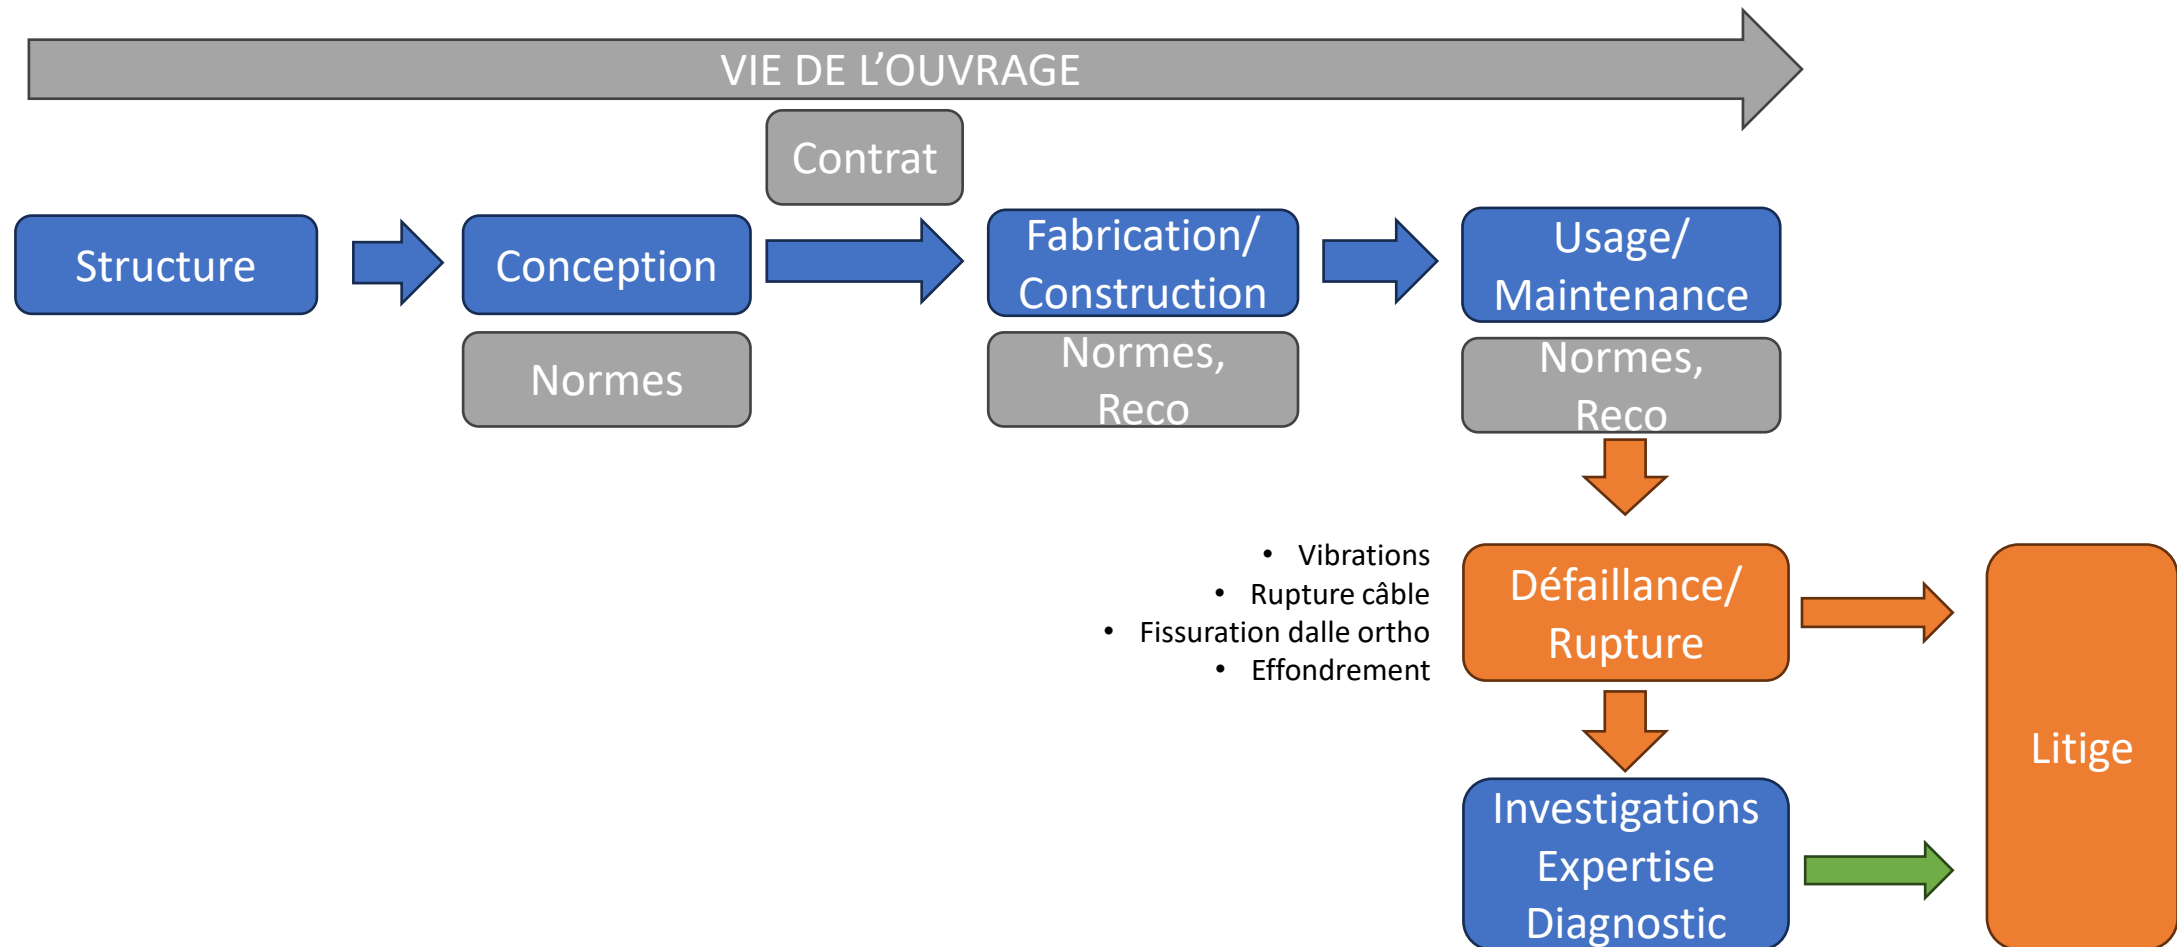 VIE DE L’OUVRAGE
Contrat
Structure
Conception
Fabrication/
Construction
Usage/
Maintenance
Normes
Normes,
Reco
Normes,
Reco
• Vibrations
• Rupture câble
• Fissuration dalle ortho
• Effondrement
Défaillance/
Rupture
Litige
Investigations
Expertise
Diagnostic